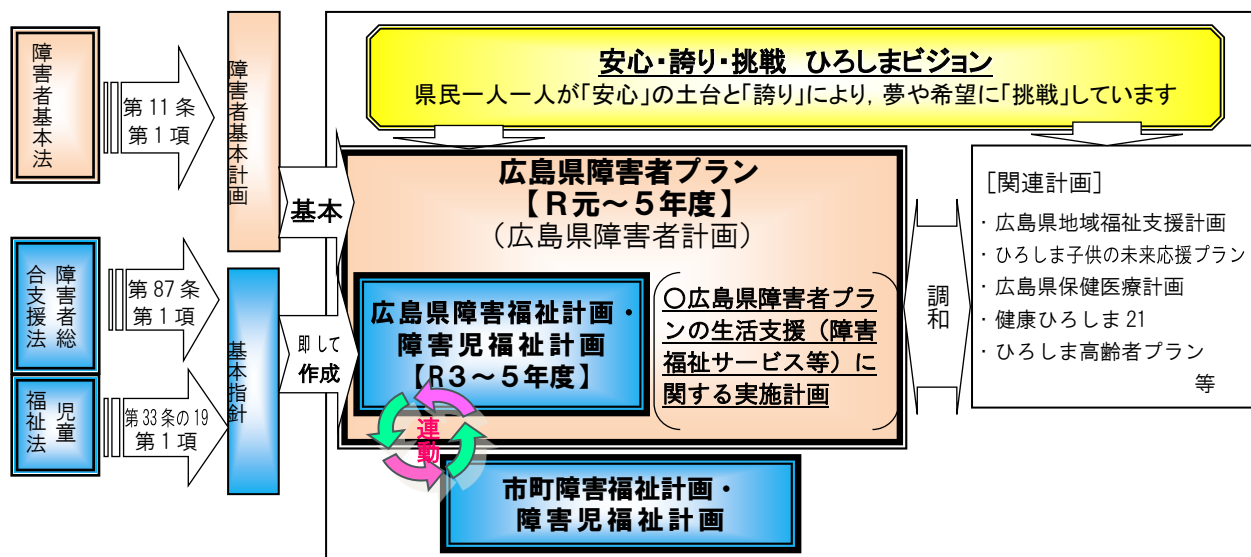 安心・誇り・挑戦 ひろしまビジョン
県民一人一人が「安心」の土台と「誇り」により，夢や希望に「挑戦」しています
障害者基本法
第11条
第1項
障害者基本計画
基本
障害者総
合支援法
第87条
第1項
児童
福祉法
第33条の19
第1項
基本指針
即して
作成
広島県障害者プラン
【R元～5年度】
（広島県障害者計画）
広島県障害福祉計画・
障害児福祉計画
【R3～5年度】
〇広島県障害者プラ
ンの生活支援（障害
福祉サービス等）に
関する実施計画
連動
市町障害福祉計画・
障害児福祉計画
調和
［関連計画］
・広島県地域福祉支援計画
・ひろしま子供の未来応援プラン
・広島県保健医療計画
・健康ひろしま21
・ひろしま高齢者プラン
等